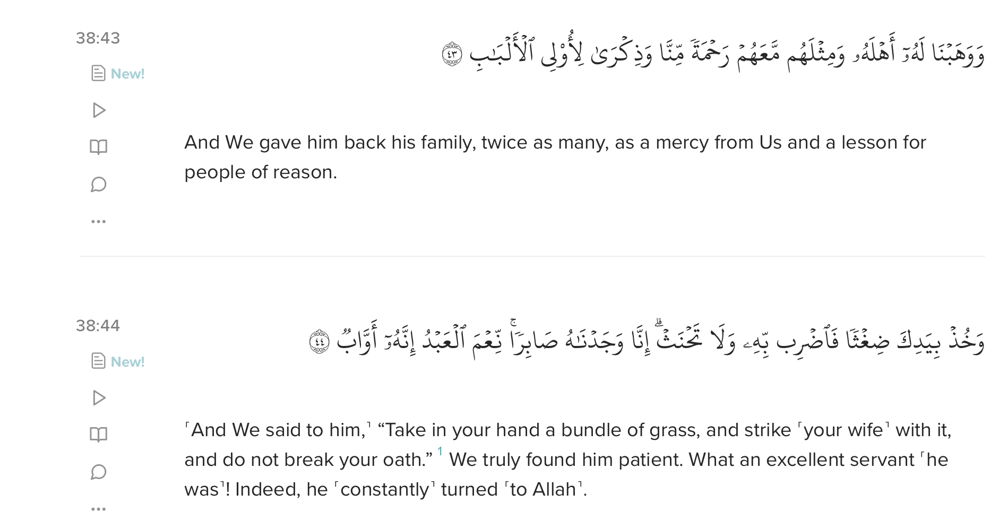 38:43
وَوَهَبْنَا لَهُۥٓ أَهْلَهُۥ وَمِثْلَهُم مَّعَهُمْ رَحْمَةً مِّنَّا وَذِكْرَىٰ لِأُو۟لِى ٱلْأَلْبَـٰبِ ٤٣
New!
And We gave him back his family, twice as many, as a mercy from Us and a lesson for
people of reason.
38:44
وَخُذْ بِيَدِكَ ضِغْثًا فَٱضْرِب بِّهِۦ وَلَا تَحْنَثْ ۗ إِنَّا وَجَدْنَـٰهُ صَابِرًا ۚ نِّعْمَ ٱلْعَبْدُ إِنَّهُۥٓ أَوَّابٌ ٤٤
New!
˹And We said to him,˺ “Take in your hand a bundle of grass, and strike ˹your wife˺ with it,
and do not break your oath.” 1 We truly found him patient. What an excellent servant ˹he
was˺! Indeed, he ˹constantly˺ turned ˹to Allah˺.